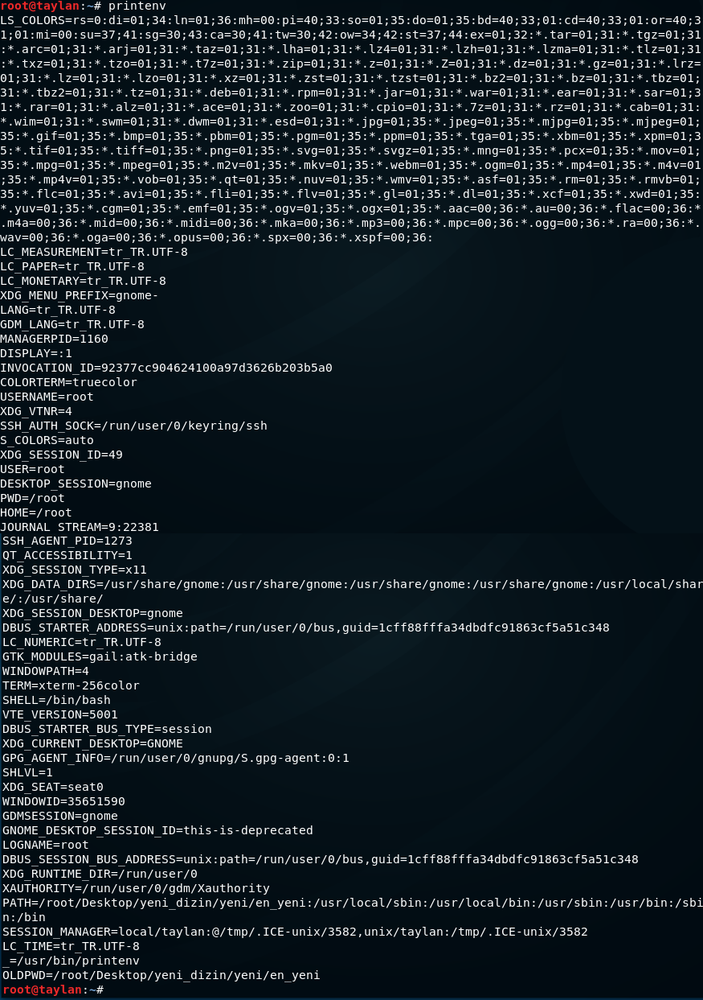 root@taylan:~# printenv
LS_COLORS=rs=0:di=01;34:ln=01;36:mh=00:pi=40;33:so=01;35:do=01;35:bd=40;33;01:cd=40;33;01:or=40;3
1;01:mi=00:su=37;41:sg=30;43:ca=30;41:tw=30;42:ow=34;42:st=37;44:ex=01;32:*.tar=01;31:*.tgz=01;31
:*.arc=01;31:*.arj=01;31:*.taz=01;31:*.lha=01;31:*.lz4=01;31:*.lzh=01;31:*.lzma=01;31:*.tlz=01;31
:*.txz=01;31:*.tzo=01;31:*.t7z=01;31:*.zip=01;31:*.z=01;31:*.Z=01;31:*.dz=01;31:*.gz=01;31:*.lrz=
01;31:*.lz=01;31:*.lzo=01;31:*.xz=01;31:*.zst=01;31:*.tzst=01;31:*.bz2=01;31:*.bz=01;31:*.tbz=01;
31:*.tbz2=01;31:*.tz=01;31:*.deb=01;31:*.rpm=01;31:*.jar=01;31:*.war=01;31:*.ear=01;31:*.sar=01;3
1:*.rar=01;31:*.alz=01;31:*.ace=01;31:*.zoo=01;31:*.cpio=01;31:*.7z=01;31:*.rz=01;31:*.cab=01;31:
*.wim=01;31:*.swm=01;31:*.dwm=01;31:*.esd=01;31:*.jpg=01;35:*.jpeg=01;35:*.mjpg=01;35:*.mjpeg=01;
35:*.gif=01;35:*.bmp=01;35:*.pbm=01;35:*.pgm=01;35:*.ppm=01;35:*.tga=01;35:*.xbm=01;35:*.xpm=01;3
5:*.tif=01;35:*.tiff=01;35:*.png=01;35:*.svg=01;35:*.svgz=01;35:*.mng=01;35:*.pcx=01;35:*.mov=01;
35:*.mpg=01;35:*.mpeg=01;35:*.m2v=01;35:*.mkv=01;35:*.webm=01;35:*.ogm=01;35:*.mp4=01;35:*.m4v=01
;35:*.mp4v=01;35:*.vob=01;35:*.qt=01;35:*.nuv=01;35:*.wmv=01;35:*.asf=01;35:*.rm=01;35:*.rmvb=01;
35:*.flc=01;35:*.avi=01;35:*.fli=01;35:*.flv=01;35:*.gl=01;35:*.dl=01;35:*.xcf=01;35:*.xwd=01;35:
*.yuv=01;35:*.cgm=01;35:*.emf=01;35:*.ogv=01;35:*.ogx=01;35:*.aac=00;36:*.au=00;36:*.flac=00;36:*
.m4a=00;36:*.mid=00;36:*.midi=00;36:*.mka=00;36:*.mp3=00;36:*.mpc=00;36:*.ogg=00;36:*.ra=00;36:*.
wav=00;36:*.oga=00;36:*.opus=00;36:*.spx=00;36:*.xspf=00;36:
LC_MEASUREMENT=tr_TR.UTF-8
LC_PAPER=tr_TR.UTF-8
LC_MONETARY=tr_TR.UTF-8
XDG_MENU_PREFIX=gnome-
LANG=tr_TR.UTF-8
GDM_LANG=tr_TR.UTF-8
MANAGERPID=1160
DISPLAY=:1
INVOCATION_ID=92377cc904624100a97d3626b203b5a0
COLORTERM=truecolor
USERNAME=root
XDG_VTNR=4
SSH_AUTH_SOCK=/run/user/0/keyring/ssh
S_COLORS=auto
XDG_SESSION_ID=49
USER=root
DESKTOP_SESSION=gnome
PWD=/root
HOME=/root
JOURNAL_STREAM=9:22381
SSH_AGENT_PID=1273
QT_ACCESSIBILITY=1
XDG_SESSION_TYPE=x11
XDG_DATA_DIRS=/usr/share/gnome:/usr/share/gnome:/usr/share/gnome:/usr/share/gnome:/usr/local/shar
e/:/usr/share/
XDG_SESSION_DESKTOP=gnome
DBUS_STARTER_ADDRESS=unix:path=/run/user/0/bus,guid=1cff88fffa34dbdfc91863cf5a51c348
LC_NUMERIC=tr_TR.UTF-8
GTK_MODULES=gail:atk-bridge
WINDOWPATH=4
TERM=xterm-256color
SHELL=/bin/bash
VTE_VERSION=5001
DBUS_STARTER_BUS_TYPE=session
XDG_CURRENT_DESKTOP=GNOME
GPG_AGENT_INFO=/run/user/0/gnupg/S.gpg-agent:0:1
SHLVL=1
XDG_SEAT=seat0
WINDOWID=35651590
GDMSESSION=gnome
GNOME_DESKTOP_SESSION_ID=this-is-deprecated
LOGNAME=root
DBUS_SESSION_BUS_ADDRESS=unix:path=/run/user/0/bus,guid=1cff88fffa34dbdfc91863cf5a51c348
XDG_RUNTIME_DIR=/run/user/0
XAUTHORITY=/run/user/0/gdm/Xauthority
PATH=/root/Desktop/yeni_dizin/yeni/en_yeni:/usr/local/sbin:/usr/local/bin:/usr/sbin:/usr/bin:/sbi
n:/bin
SESSION_MANAGER=local/taylan:@/tmp/.ICE-unix/3582,unix/taylan:/tmp/.ICE-unix/3582
LC_TIME=tr_TR.UTF-8
_=/usr/bin/printenv
OLDPWD=/root/Desktop/yeni_dizin/yeni/en_yeni
root@taylan:~#